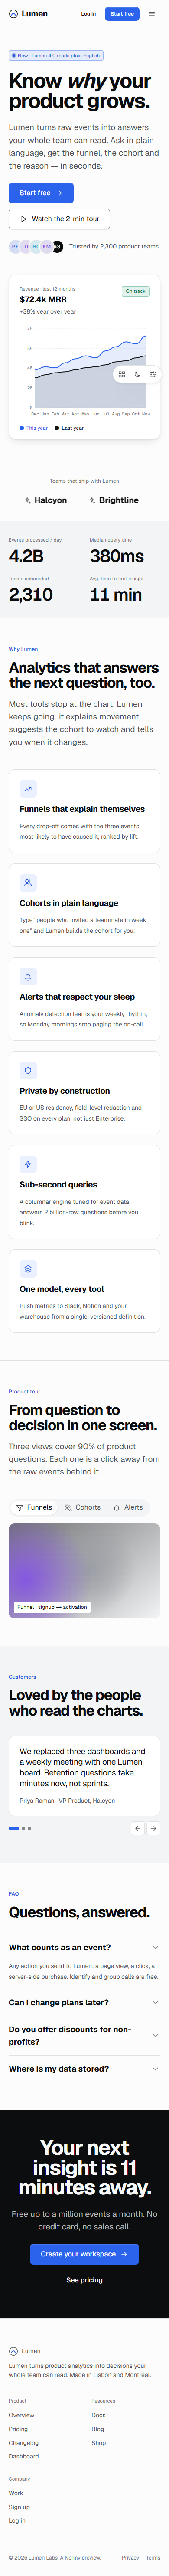 Lumen
Log in
Start free
New · Lumen 4.0 reads plain English
Know why your
product grows.
Lumen turns raw events into answers
your whole team can read. Ask in plain
language, get the funnel, the cohort and
the reason — in seconds.
Start free
Watch the 2-min tour
Trusted by 2,300 product teams
Revenue · last 12 months
$72.4k MRR
+38% year over year
On track
Dec Jan Feb Mar Apr May Jun Jul Aug Sep Oct Nov
This year
Last year
Teams that ship with Lumen
Halcyon
Brightline
Events processed / day
4.2B
Median query time
380ms
Teams onboarded
2,310
Avg. time to first insight
11 min
Why Lumen
Analytics that answers
the next question, too.
Most tools stop at the chart. Lumen
keeps going: it explains movement,
suggests the cohort to watch and tells
you when it changes.
Funnels that explain themselves
Every drop-off comes with the three events
most likely to have caused it, ranked by lift.
Cohorts in plain language
Type "people who invited a teammate in week
one" and Lumen builds the cohort for you.
Alerts that respect your sleep
Anomaly detection learns your weekly rhythm,
so Monday mornings stop paging the on-call.
Private by construction
EU or US residency, field-level redaction and
SSO on every plan, not just Enterprise.
Sub-second queries
A columnar engine tuned for event data
answers 2 billion-row questions before you
blink.
One model, every tool
Push metrics to Slack, Notion and your
warehouse from a single, versioned definition.
Product tour
From question to
decision in one screen.
Three views cover 90% of product
questions. Each one is a click away from
the raw events behind it.
Funnels
Cohorts
Alerts
Funnel · signup → activation
Customers
Loved by the people
who read the charts.
We replaced three dashboards and
a weekly meeting with one Lumen
board. Retention questions take
minutes now, not sprints.
Priya Raman · VP Product, Halcyon
FAQ
Questions, answered.
What counts as an event?
Any action you send to Lumen: a page view, a click, a
server-side purchase. Identify and group calls are free.
Can I change plans later?
Do you offer discounts for non-
profits?
Where is my data stored?
Your next
insight is 11
minutes away.
Free up to a million events a month. No
credit card, no sales call.
Create your workspace
See pricing
Lumen
Lumen turns product analytics into decisions your
whole team can read. Made in Lisbon and Montréal.
Product
Overview
Pricing
Changelog
Dashboard
Resources
Docs
Blog
Shop
Company
Work
Sign up
Log in
© 2026 Lumen Labs. A Normy preview.
Privacy
Terms